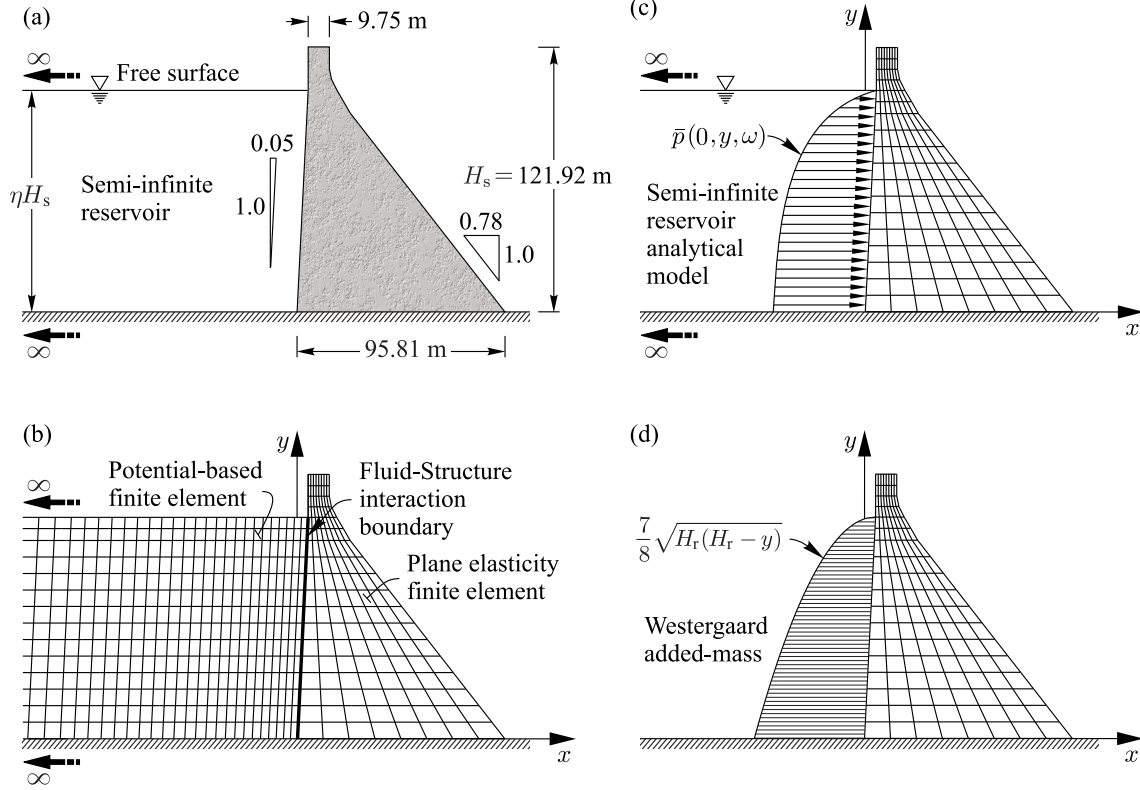 (a)
9.75 m
∞
Free surface
0.05
1.0
ηH_s
Semi-infinite
reservoir
H_s = 121.92 m
0.78
1.0
∞
95.81 m
(c)
y
∞
p̄(0, y, ω)
Semi-infinite
reservoir
analytical
model
∞
x
(b)
y
Potential-based
finite element
Fluid-Structure
interaction
boundary
∞
Plane elasticity
finite element
x
∞
(d)
y
7/8 √H_r(H_r − y)
Westergaard
added-mass
x